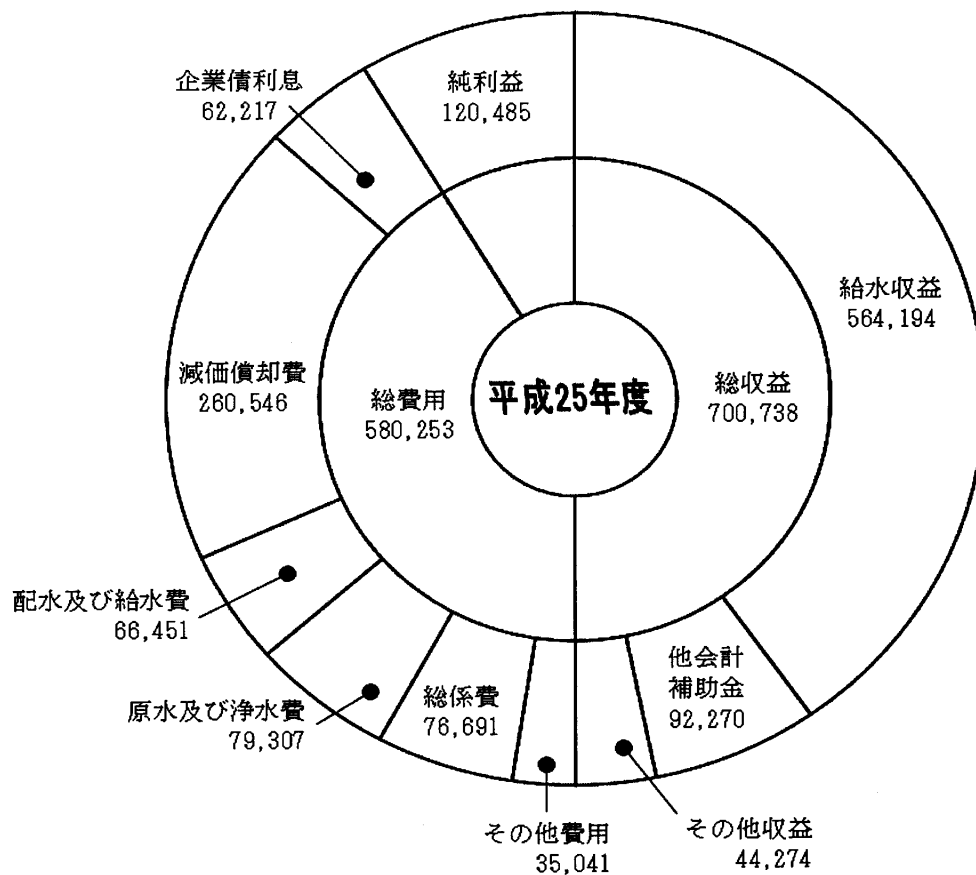 企業債利息
62,217
純利益
120,485
給水収益
564,194
減価償却費
260,546
総費用
580,253
平成25年度
総収益
700,738
配水及び給水費
66,451
原水及び浄水費
79,307
総係費
76,691
他会計
補助金
92,270
その他費用
35,041
その他収益
44,274